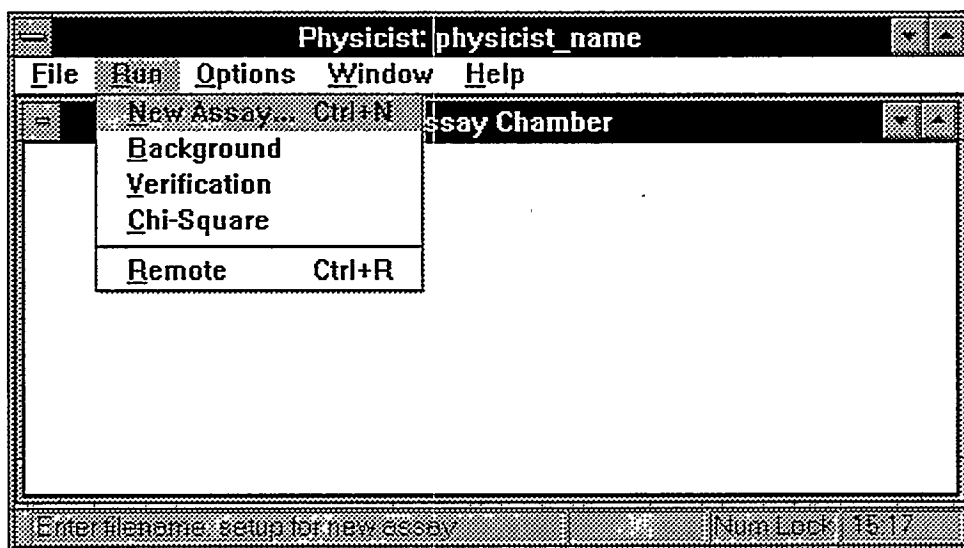 Physicist: physicist_name
File Run Options Window Help
New Assay... Ctrl+N
ssay Chamber
Background
Verification
Chi-Square
Remote Ctrl+R
Enter filename, setup for new assay Num Lock 15:17